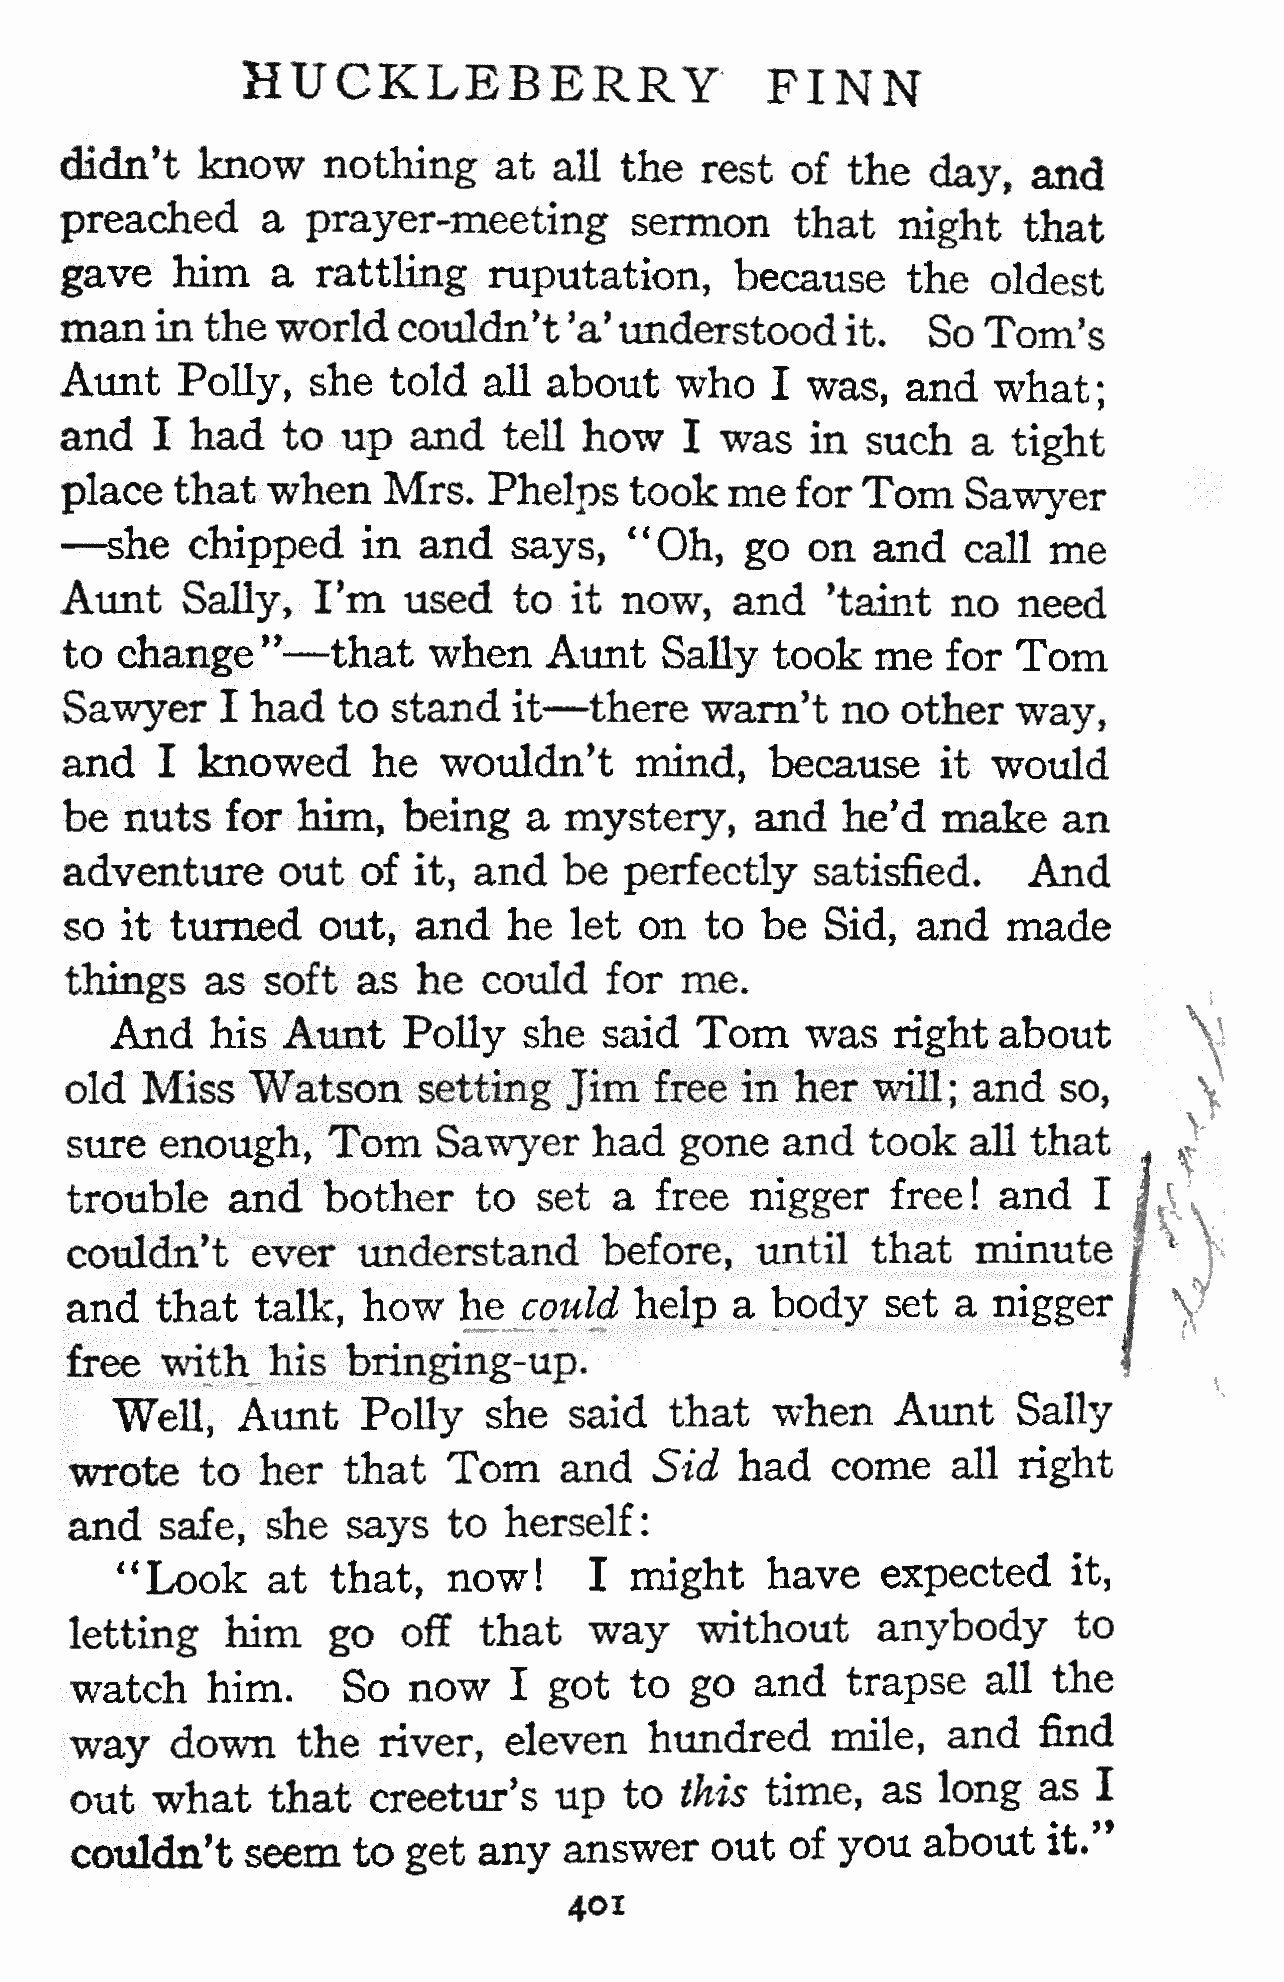 HUCKLEBERRY FINN
didn't know nothing at all the rest of the day, and
preached a prayer-meeting sermon that night that
gave him a rattling ruputation, because the oldest
man in the world couldn't 'a' understood it. So Tom's
Aunt Polly, she told all about who I was, and what;
and I had to up and tell how I was in such a tight
place that when Mrs. Phelps took me for Tom Sawyer
—she chipped in and says, "Oh, go on and call me
Aunt Sally, I'm used to it now, and 'taint no need
to change"—that when Aunt Sally took me for Tom
Sawyer I had to stand it—there warn't no other way,
and I knowed he wouldn't mind, because it would
be nuts for him, being a mystery, and he'd make an
adventure out of it, and be perfectly satisfied. And
so it turned out, and he let on to be Sid, and made
things as soft as he could for me.
And his Aunt Polly she said Tom was right about
old Miss Watson setting Jim free in her will; and so,
sure enough, Tom Sawyer had gone and took all that
trouble and bother to set a free nigger free! and I
couldn't ever understand before, until that minute
and that talk, how he could help a body set a nigger
free with his bringing-up.
Well, Aunt Polly she said that when Aunt Sally
wrote to her that Tom and Sid had come all right
and safe, she says to herself:
"Look at that, now! I might have expected it,
letting him go off that way without anybody to
watch him. So now I got to go and trapse all the
way down the river, eleven hundred mile, and find
out what that creetur's up to this time, as long as I
couldn't seem to get any answer out of you about it."
401